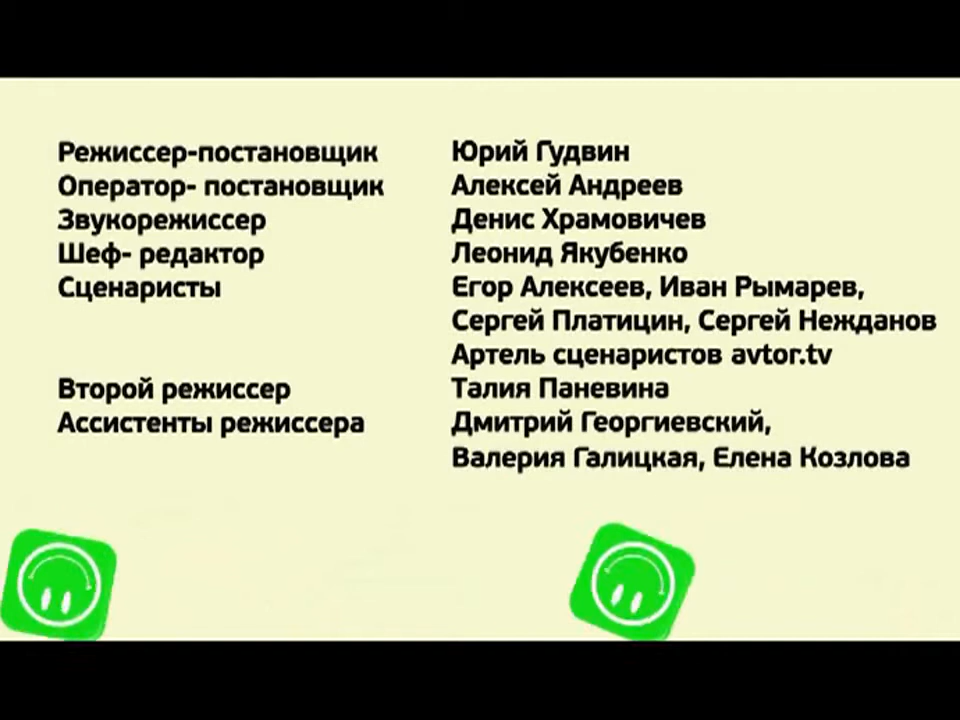 Режиссер-постановщик Юрий Гудвин
Оператор- постановщик Алексей Андреев
Звукорежиссер Денис Храмовичев
Шеф- редактор Леонид Якубенко
Сценаристы Егор Алексеев, Иван Рымарев,
Сергей Платицин, Сергей Нежданов
Артель сценаристов avtor.tv
Второй режиссер Талия Паневина
Ассистенты режиссера Дмитрий Георгиевский,
Валерия Галицкая, Елена Козлова